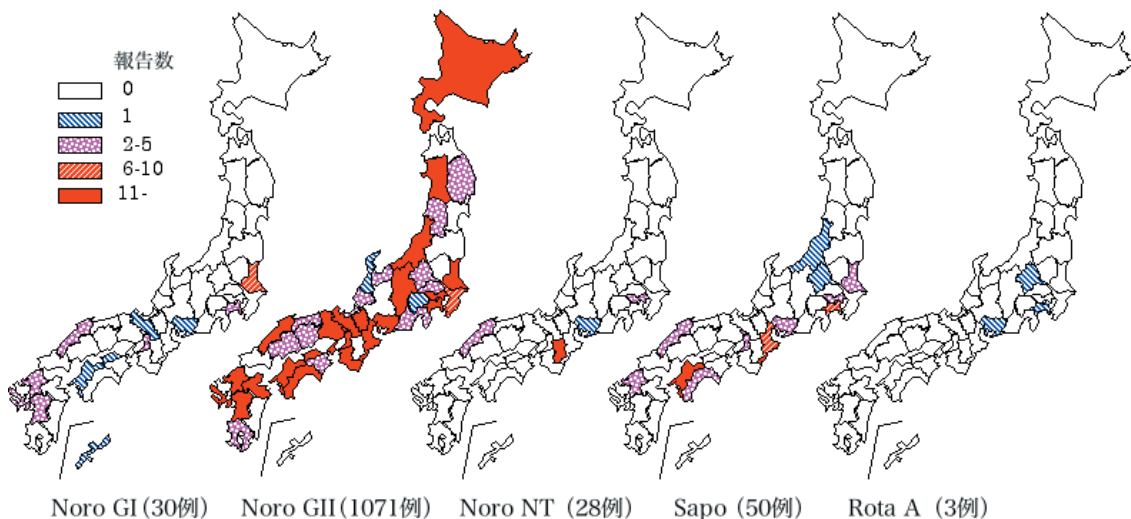 報告数
0
1
2-5
6-10
11-
Noro GI (30例)
Noro GII (1071例)
Noro NT (28例)
Sapo (50例)
Rota A (3例)